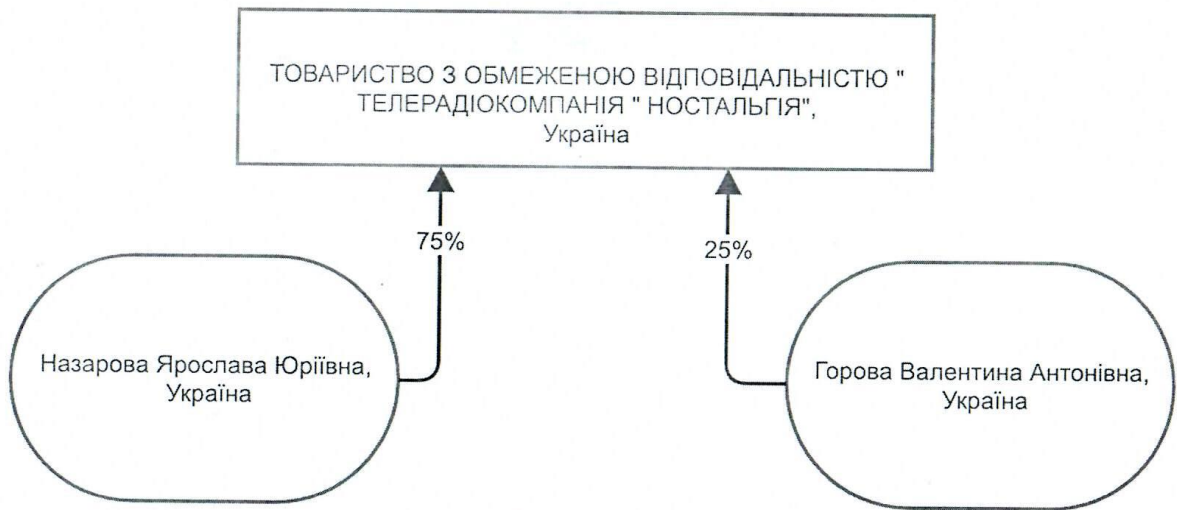 ТОВАРИСТВО З ОБМЕЖЕНОЮ ВІДПОВІДАЛЬНІСТЮ "
ТЕЛЕРАДІОКОМПАНІЯ " НОСТАЛЬГІЯ",
Україна
75%
25%
Назарова Ярослава Юріївна,
Україна
Горова Валентина Антонівна,
Україна